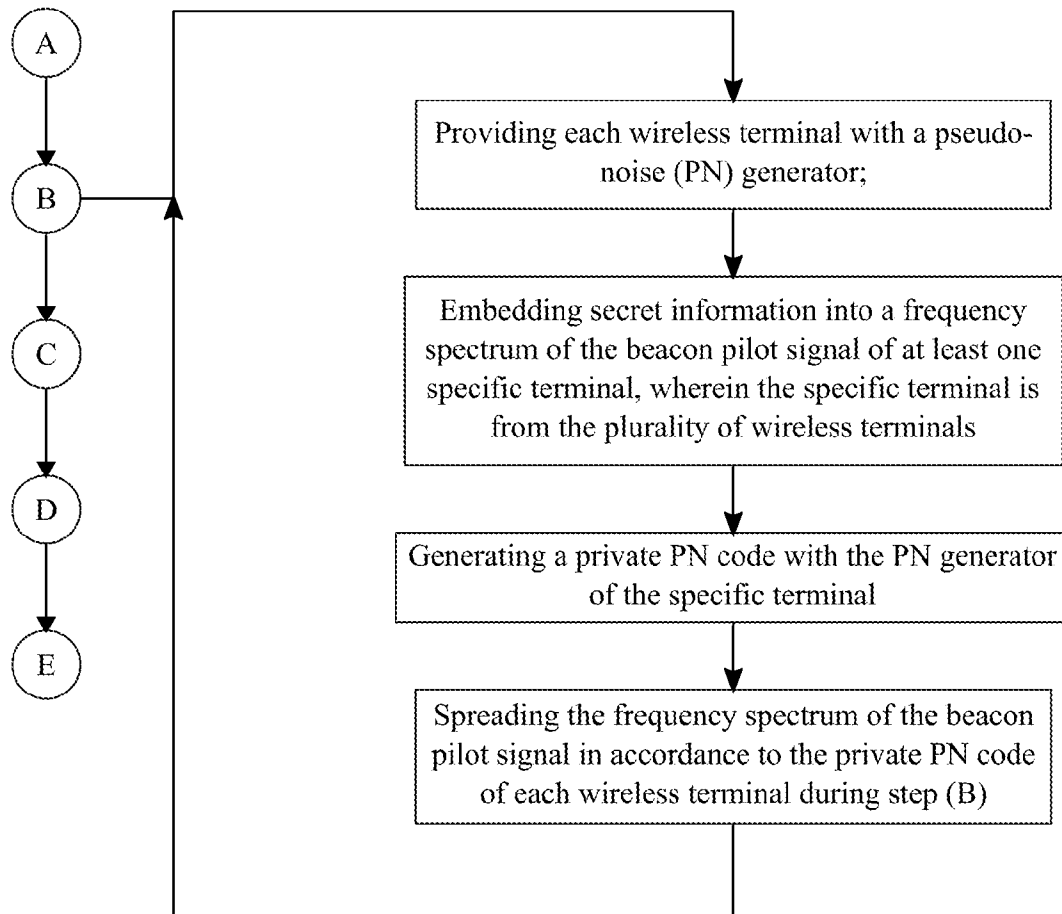 A
B
C
D
E
Providing each wireless terminal with a pseudo-
noise (PN) generator;
Embedding secret information into a frequency
spectrum of the beacon pilot signal of at least one
specific terminal, wherein the specific terminal is
from the plurality of wireless terminals
Generating a private PN code with the PN generator
of the specific terminal
Spreading the frequency spectrum of the beacon
pilot signal in accordance to the private PN code
of each wireless terminal during step (B)